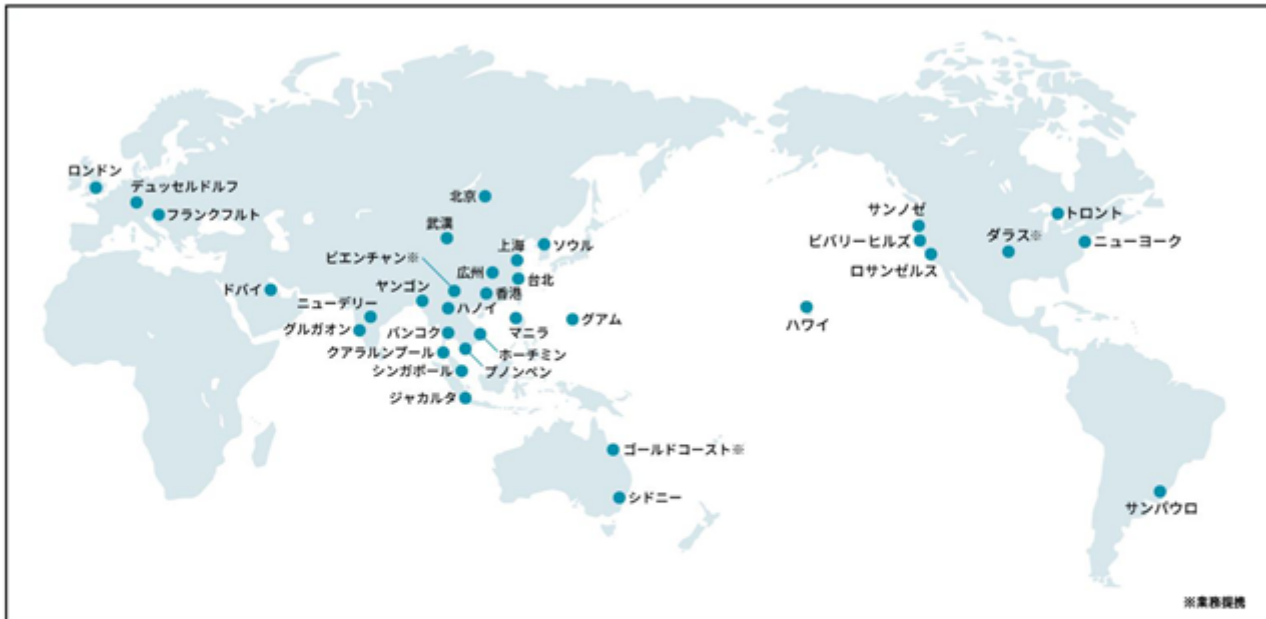 ロンドン
デュッセルドルフ
フランクフルト
北京
武漢
上海
ソウル
ビエンチャン※
広州
台北
ヤンゴン
香港
ドバイ
ニューデリー
ハノイ
グルガオン
バンコク
マニラ
グアム
クアラルンプール
ホーチミン
シンガポール
プノンペン
ジャカルタ
ゴールドコースト※
シドニー
サンノゼ
トロント
ビバリーヒルズ
ダラス※
ニューヨーク
ロサンゼルス
ハワイ
サンパウロ
※業務提携